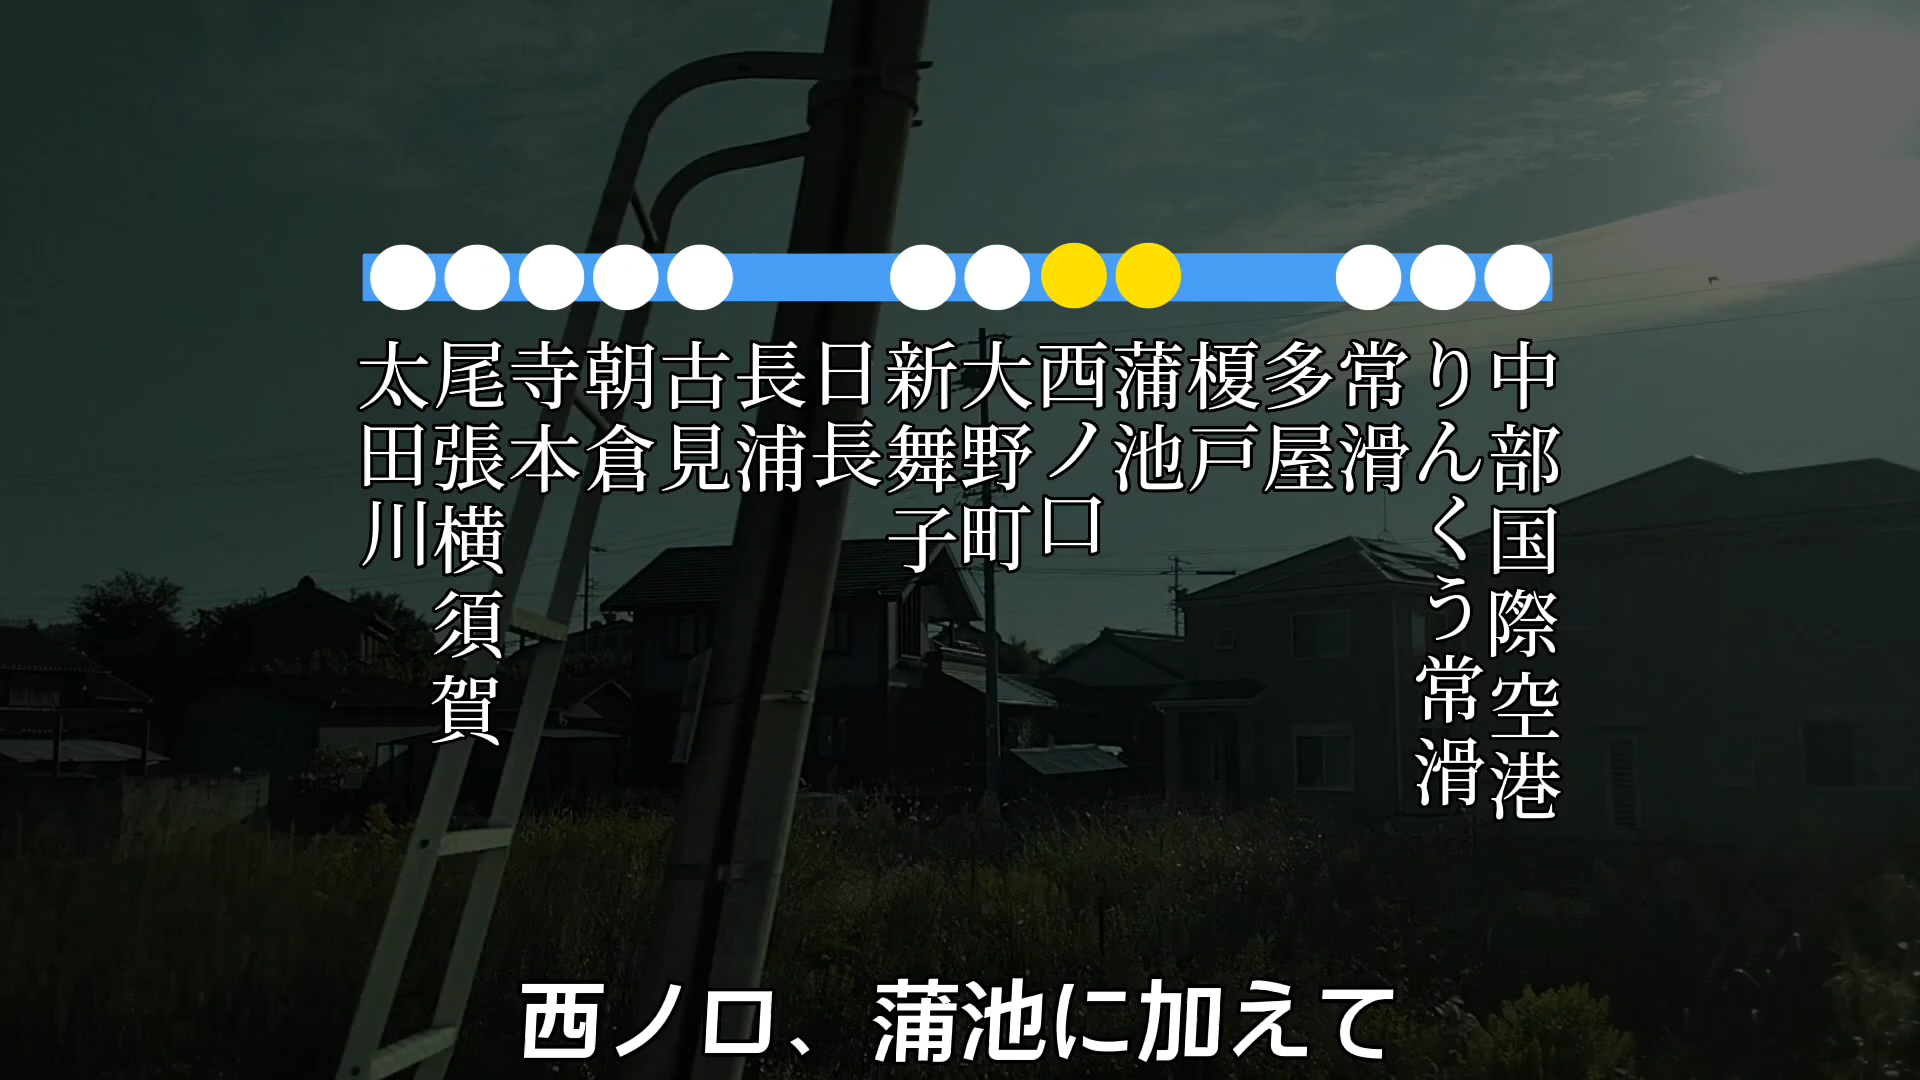 太田川
尾張横須賀
寺本
朝倉
古見
長浦
日長
新舞子
大野町
西ノ口
蒲池
榎戸
多屋
常滑
りんくう常滑
中部国際空港
西ノ口、蒲池に加えて